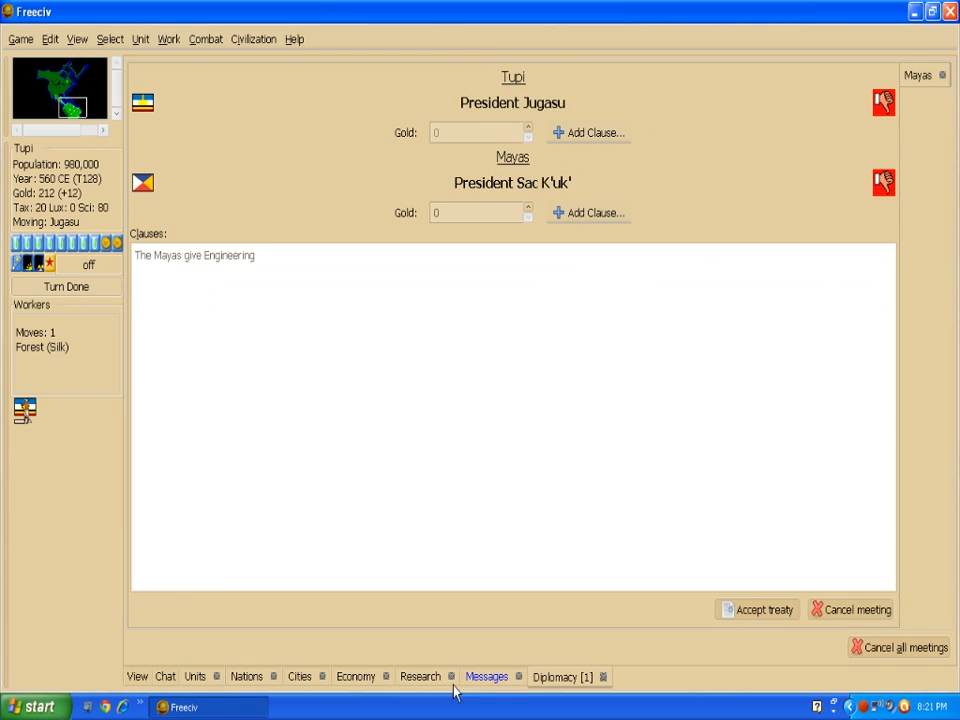 Freeciv
Game Edit View Select Unit Work Combat Civilization Help
Tupi
Mayas
President Jugasu
Gold: 0 Add Clause...
Mayas
President Sac K'uk'
Gold: 0 Add Clause...
Clauses:
The Mayas give Engineering
Tupi
Population: 980,000
Year: 560 CE (T128)
Gold: 212 (+12)
Tax: 20 Lux: 0 Sci: 80
Moving: Jugasu
off
Turn Done
Workers
Moves: 1
Forest (Silk)
Accept treaty Cancel meeting
Cancel all meetings
View Chat Units Nations Cities Economy Research Messages Diplomacy [1]
start Freeciv 8:21 PM